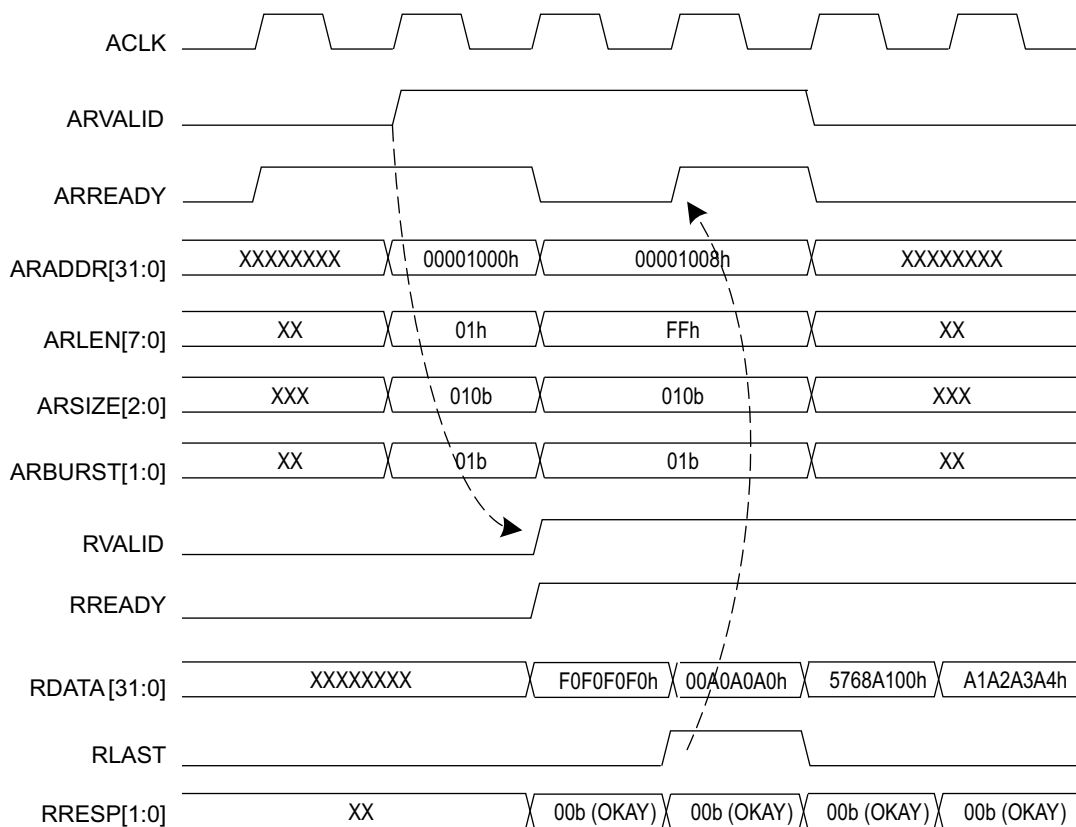 ACLK
ARVALID
ARREADY
ARADDR[31:0] XXXXXXXX 00001000h 00001008h XXXXXXXX
ARLEN[7:0] XX 01h FFh XX
ARSIZE[2:0] XXX 010b 010b XXX
ARBURST[1:0] XX 01b 01b XX
RVALID
RREADY
RDATA[31:0] XXXXXXXX F0F0F0F0h 00A0A0A0h 5768A100h A1A2A3A4h
RLAST
RRESP[1:0] XX 00b (OKAY) 00b (OKAY) 00b (OKAY) 00b (OKAY)